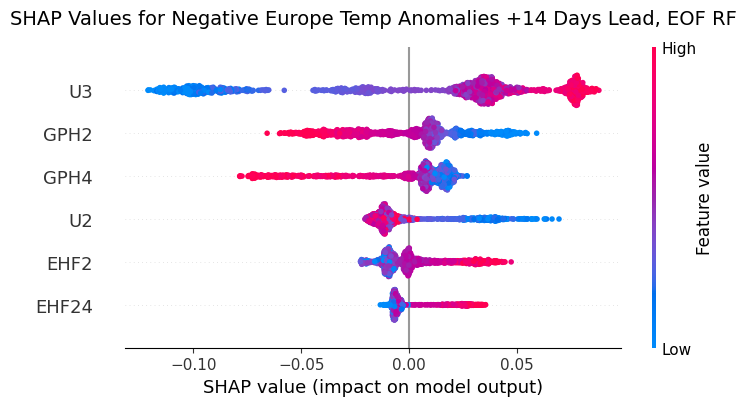 SHAP Values for Negative Europe Temp Anomalies +14 Days Lead, EOF RF
High
U3
GPH2
GPH4
U2
EHF2
EHF24
Feature value
Low
−0.10
−0.05
0.00
0.05
SHAP value (impact on model output)